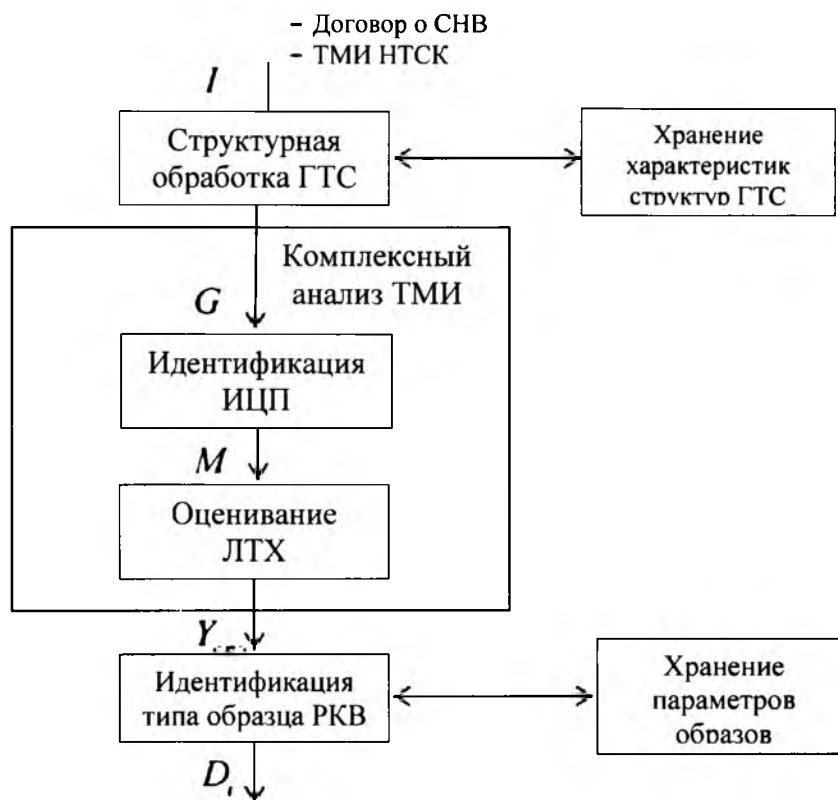 – Договор о СНВ
– ТМИ НТСК
I
Структурная
обработка ГТС
Хранение
характеристик
структур ГТС
Комплексный
анализ ТМИ
G
Идентификация
ИЦП
M
Оценивание
ЛТХ
Y
Идентификация
типа образца РКВ
Хранение
параметров
образов
D